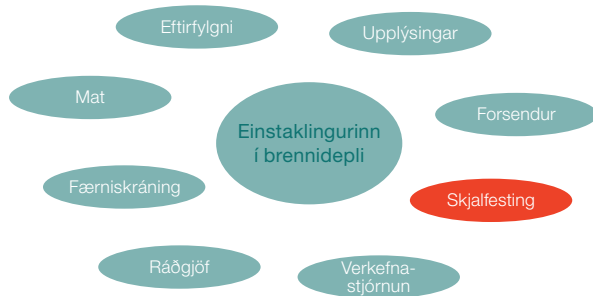 Eftirfylgni
Upplýsingar
Mat
Forsendur
Einstaklingurinn
í brennidepli
Færniskráning
Skjalfesting
Ráðgjöf
Verkefna-
stjórnun